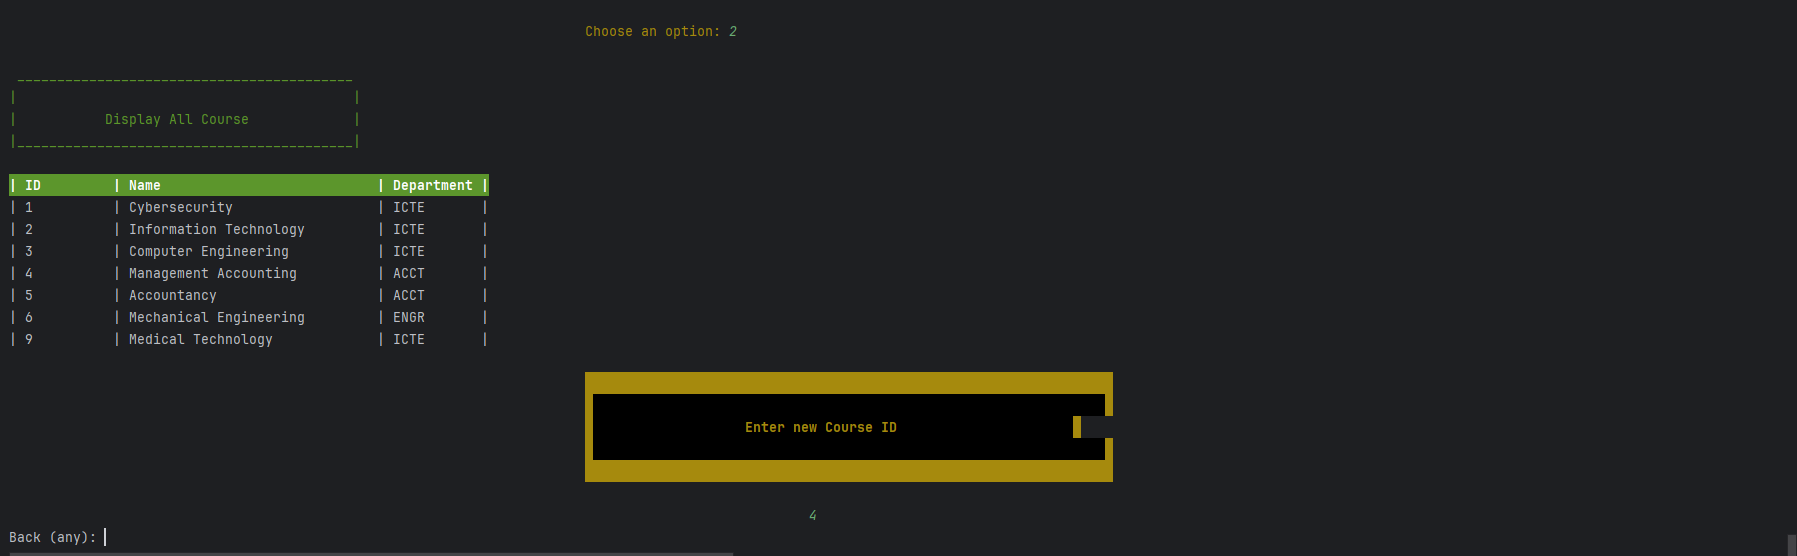 Choose an option: 2
Display All Course
| ID | Name | Department |
| 1 | Cybersecurity | ICTE |
| 2 | Information Technology | ICTE |
| 3 | Computer Engineering | ICTE |
| 4 | Management Accounting | ACCT |
| 5 | Accountancy | ACCT |
| 6 | Mechanical Engineering | ENGR |
| 9 | Medical Technology | ICTE |
Enter new Course ID
4
Back (any):